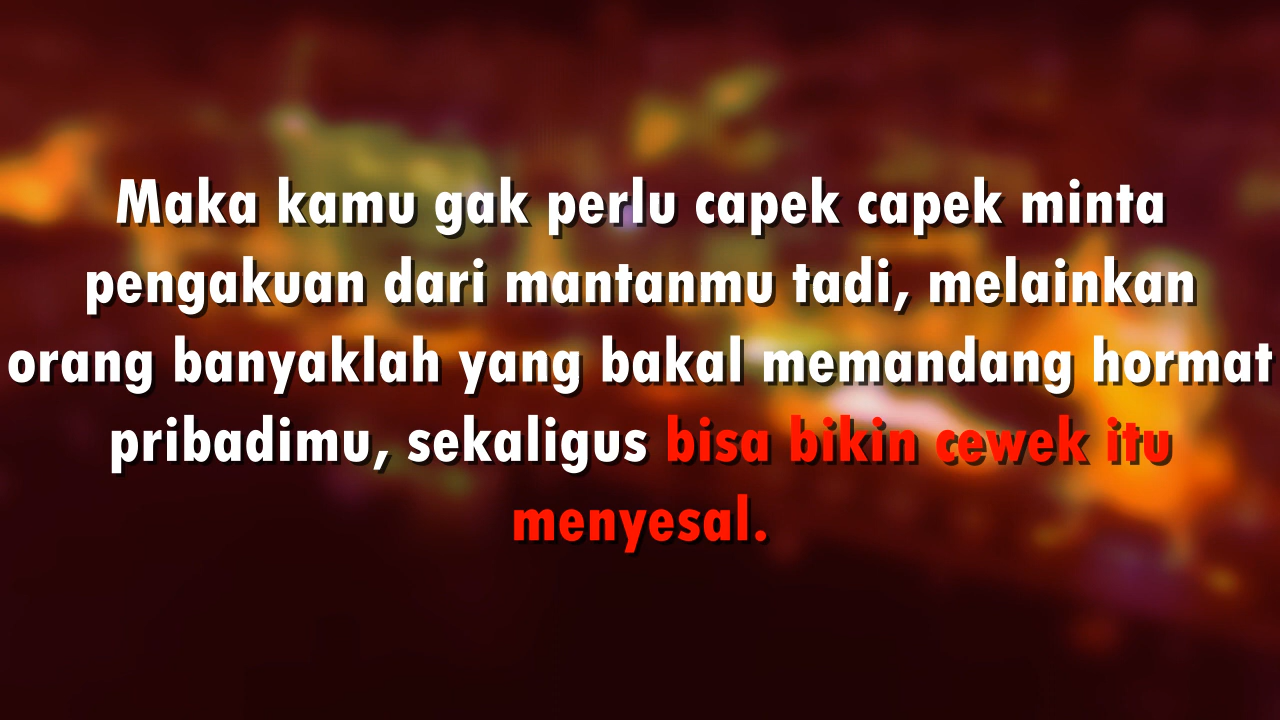 Maka kamu gak perlu capek capek minta
pengakuan dari mantanmu tadi, melainkan
orang banyaklah yang bakal memandang hormat
pribadimu, sekaligus bisa bikin cewek itu
menyesal.